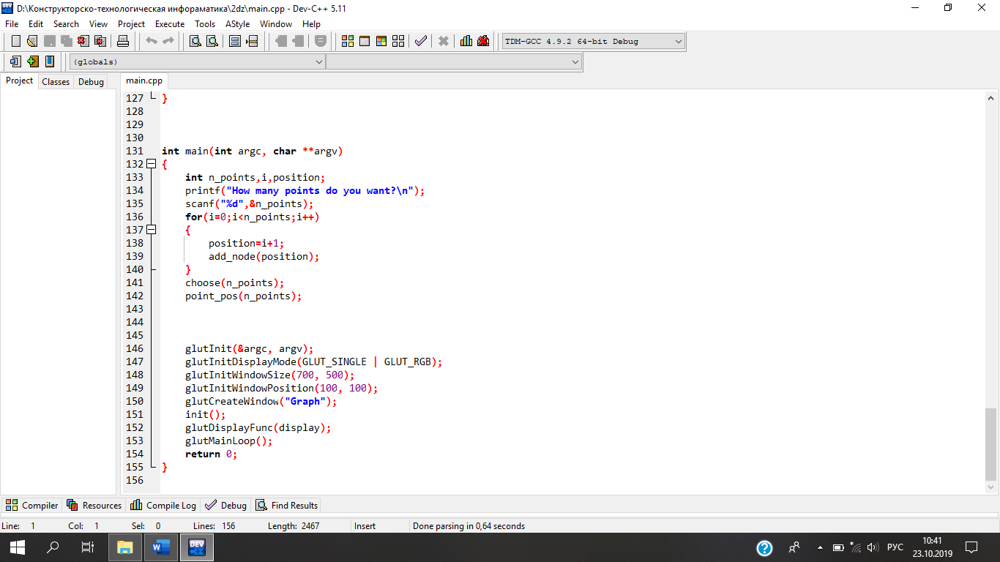 D:\Конструкторско-технологическая информаатика\2dz\main.cpp - Dev-C++ 5.11
File Edit Search View Project Execute Tools AStyle Window Help
TDM-GCC 4.9.2 64-bit Debug
(globals)
Project Classes Debug main.cpp
127 }
128
129
130
131 int main(int argc, char **argv)
132 {
133 int n_points,i,position;
134 printf("How many points do you want?\n");
135 scanf("%d",&n_points);
136 for(i=0;i<n_points;i++)
137 {
138 position=i+1;
139 add_node(position);
140 }
141 choose(n_points);
142 point_pos(n_points);
143
144
145
146 glutInit(&argc, argv);
147 glutInitDisplayMode(GLUT_SINGLE | GLUT_RGB);
148 glutInitWindowSize(700, 500);
149 glutInitWindowPosition(100, 100);
150 glutCreateWindow("Graph");
151 init();
152 glutDisplayFunc(display);
153 glutMainLoop();
154 return 0;
155 }
156
Compiler Resources Compile Log Debug Find Results
Line: 1 Col: 1 Sel: 0 Lines: 156 Length: 2467 Insert Done parsing in 0,64 seconds
DEV
РУС
10:41
23.10.2019